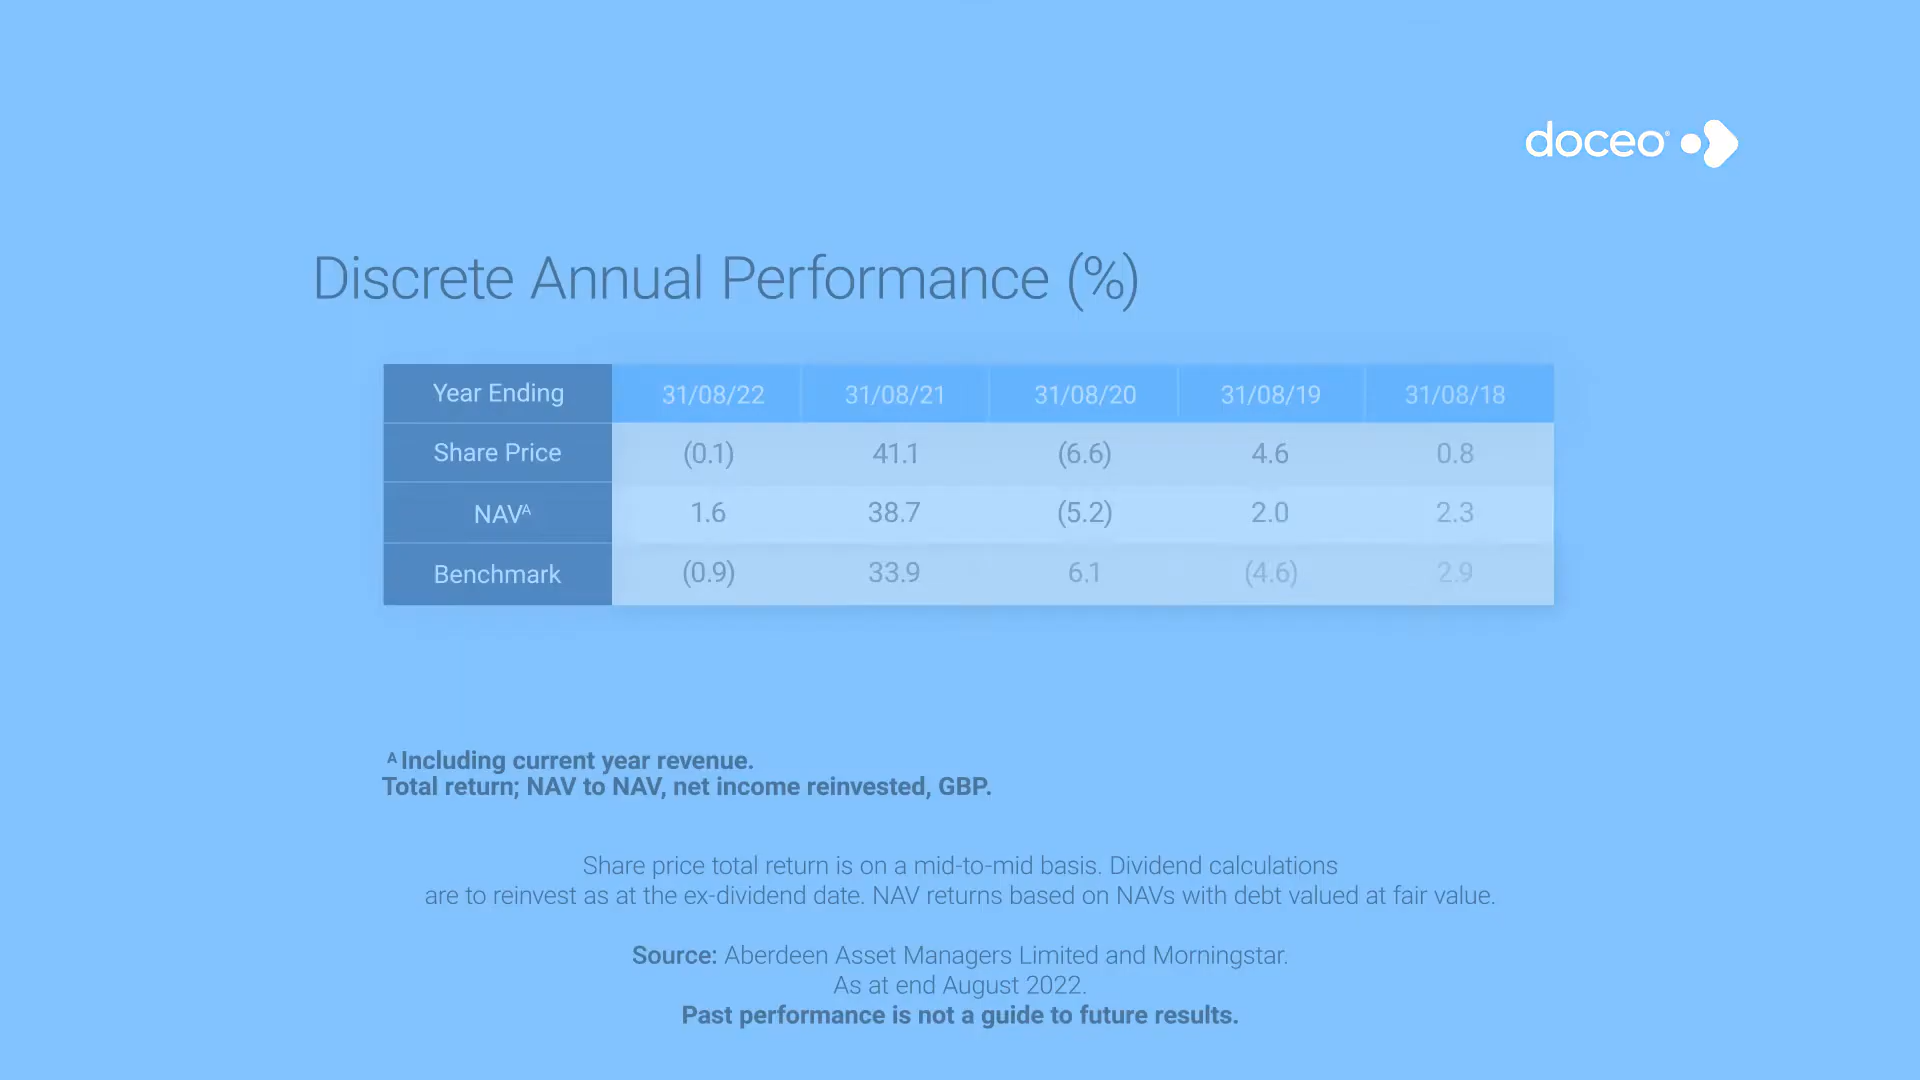 doceo
Discrete Annual Performance (%)
Year Ending 31/08/22 31/08/21 31/08/20 31/08/19 31/08/18
Share Price (0.1) 41.1 (6.6) 4.6 0.8
NAVᴬ 1.6 38.7 (5.2) 2.0 2.3
Benchmark (0.9) 33.9 6.1 (4.6) 2.9
ᴬ Including current year revenue.
Total return; NAV to NAV, net income reinvested, GBP.
Share price total return is on a mid-to-mid basis. Dividend calculations
are to reinvest as at the ex-dividend date. NAV returns based on NAVs with debt valued at fair value.
Source: Aberdeen Asset Managers Limited and Morningstar.
As at end August 2022.
Past performance is not a guide to future results.